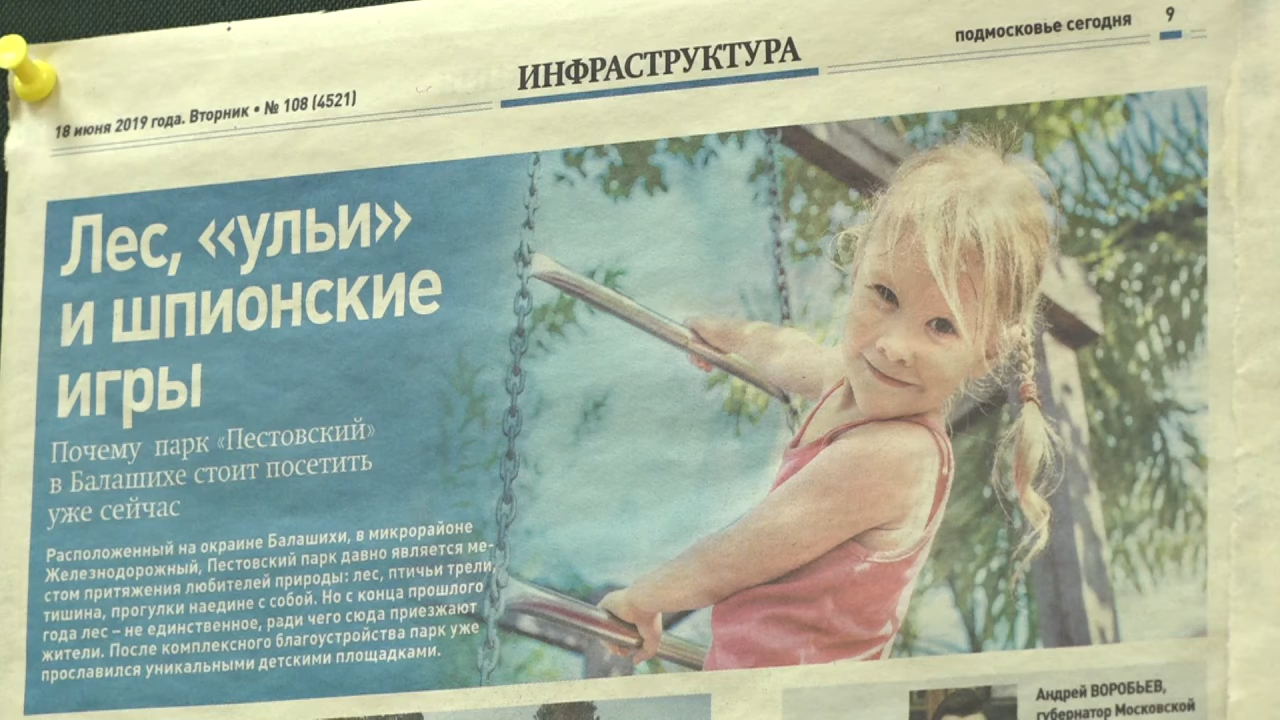 подмосковье сегодня 9
ИНФРАСТРУКТУРА
18 июня 2019 года. Вторник • № 108 (4521)
Лес, «ульи»
и шпионские
игры
Почему парк «Пестовский»
в Балашихе стоит посетить
уже сейчас
Расположенный на окраине Балашихи, в микрорайоне
Железнодорожный, Пестовский парк давно является ме-
стом притяжения любителей природы: лес, птичьи трели,
тишина, прогулки наедине с собой. Но с конца прошлого
года лес – не единственное, ради чего сюда приезжают
жители. После комплексного благоустройства парк уже
прославился уникальными детскими площадками.
Андрей ВОРОБЬЕВ,
губернатор Московской